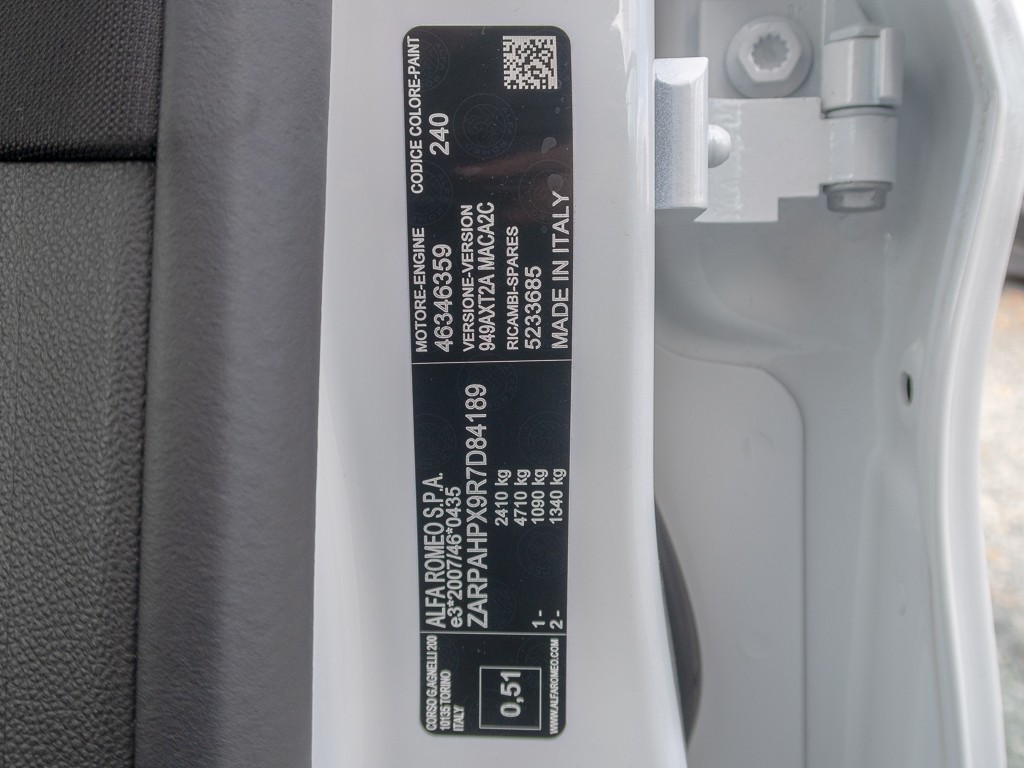 CORSO G.AGNELLI 200
10135 TORINO
ITALY
0,51
WWW.ALFAROMEO.COM
ALFA ROMEO S.P.A.
e3*2007/46*0435
ZARPAHPX9R7D84189
2410 kg
4710 kg
1- 1090 kg
2- 1340 kg
MOTORE-ENGINE CODICE COLORE-PAINT
46346359 240
VERSIONE-VERSION
949AXT2A MACA2C
RICAMBI-SPARES
5233685
MADE IN ITALY